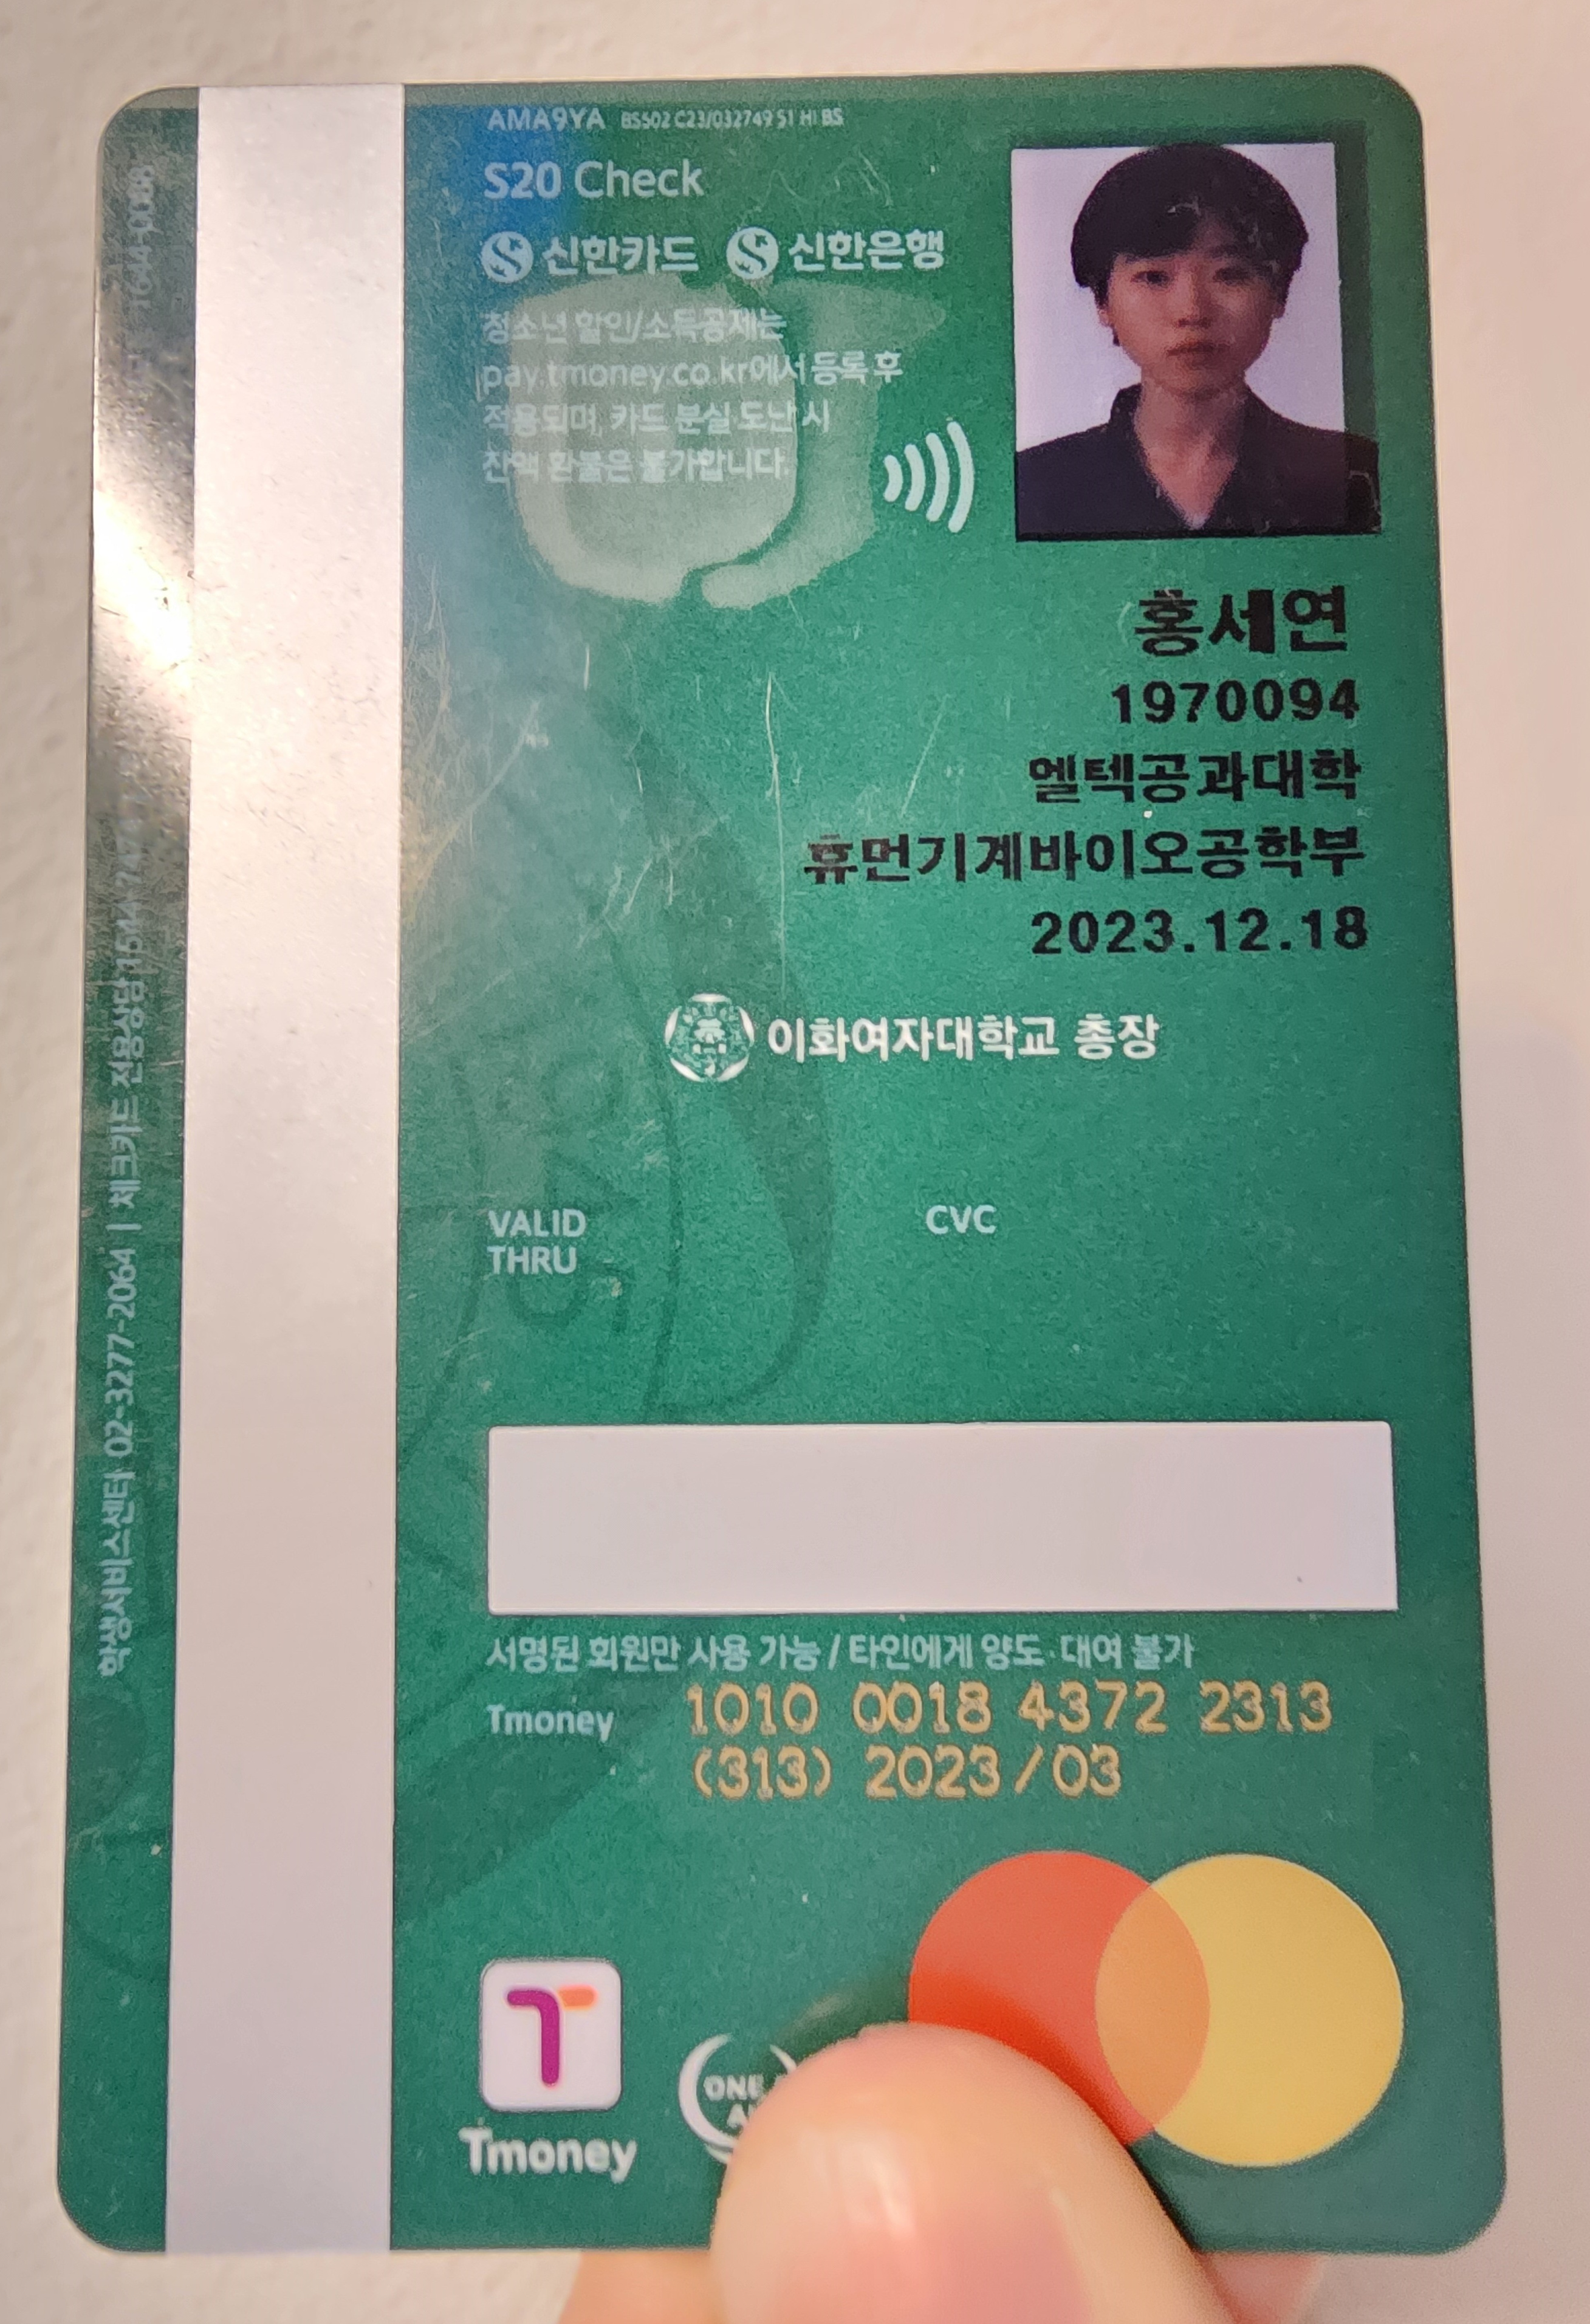 AMA9YA BS502 C23/032749 S1 HI BS
S20 Check
신한카드 신한은행
청소년 할인/소득공제는
pay.tmoney.co.kr에서 등록 후
적용되며, 카드 분실 도난 시
잔액 환불은 불가합니다.
홍세연
1970094
엘텍공과대학
휴먼기계바이오공학부
2023.12.18
이화여자대학교 총장
VALID
THRU
CVC
서명된 회원만 사용 가능 / 타인에게 양도·대여 불가
Tmoney 1010 0018 4372 2313
(313) 2023/03
Tmoney
ONE
학생서비스센터 02-3277-2064 | 체크카드 전용상담